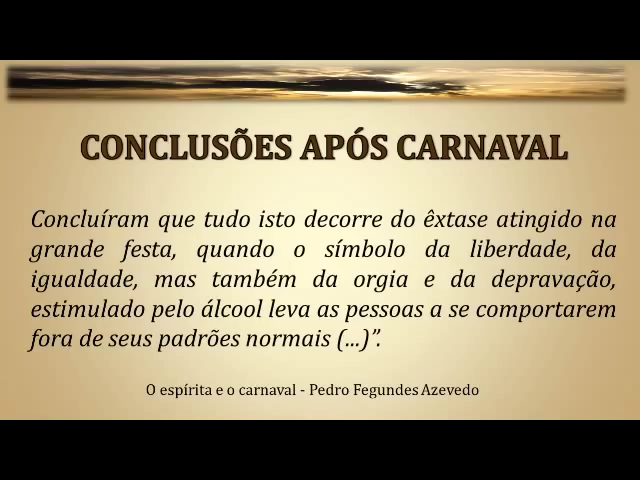 CONCLUSÕES APÓS CARNAVAL
Concluíram que tudo isto decorre do êxtase atingido na
grande festa, quando o símbolo da liberdade, da
igualdade, mas também da orgia e da depravação,
estimulado pelo álcool leva as pessoas a se comportarem
fora de seus padrões normais (...)”.
O espírita e o carnaval - Pedro Fegundes Azevedo